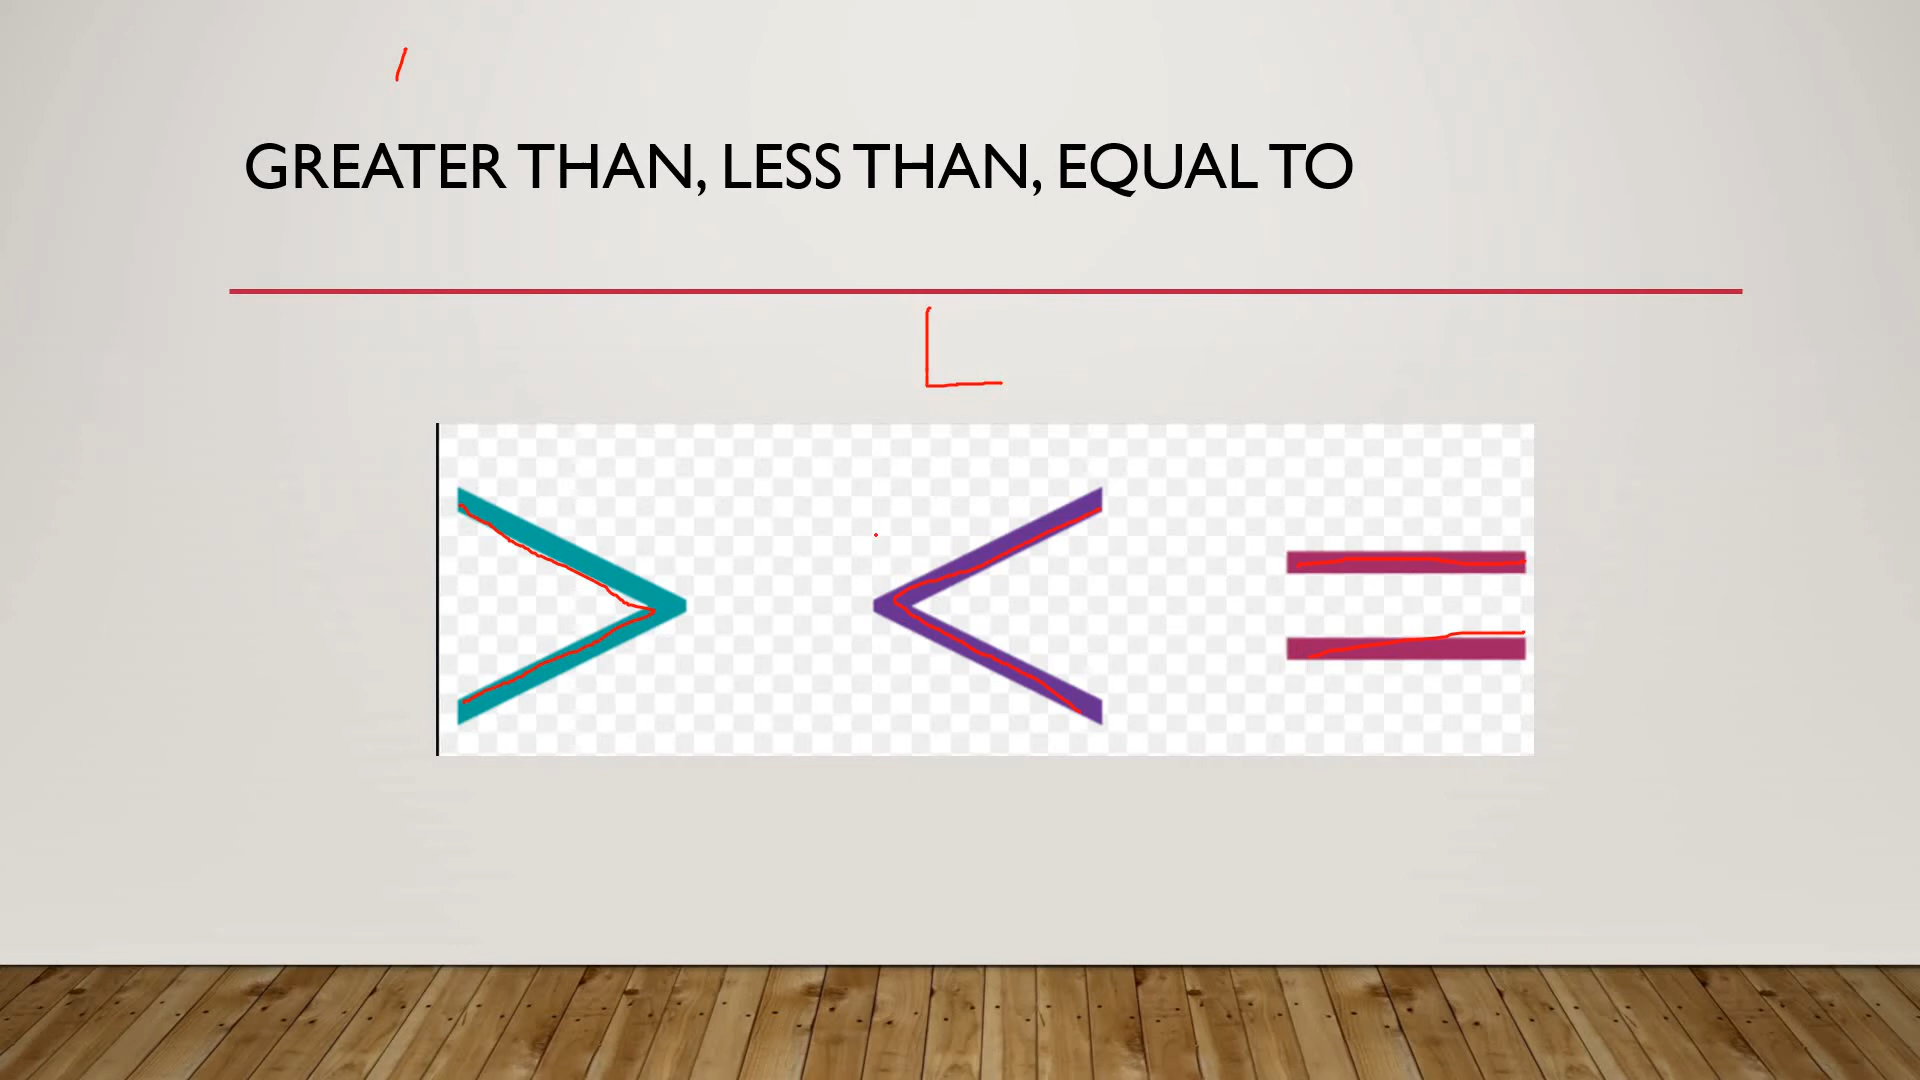 GREATER THAN, LESS THAN, EQUAL TO
L
> < =